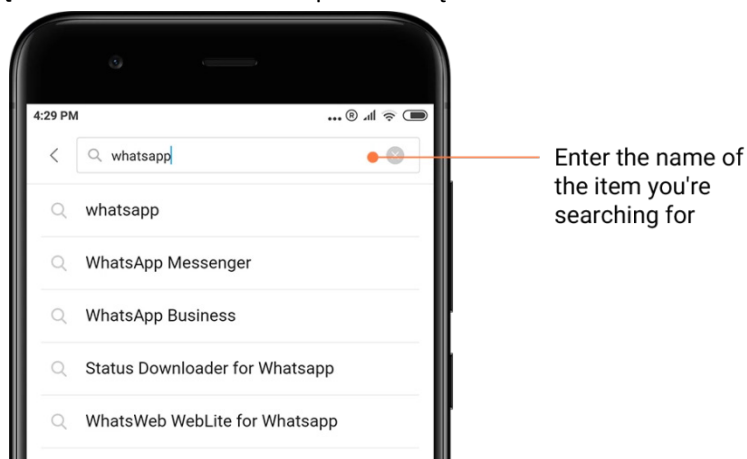 4:29 PM
whatsapp
whatsapp
WhatsApp Messenger
WhatsApp Business
Status Downloader for Whatsapp
WhatsWeb WebLite for Whatsapp
Enter the name of
the item you're
searching for